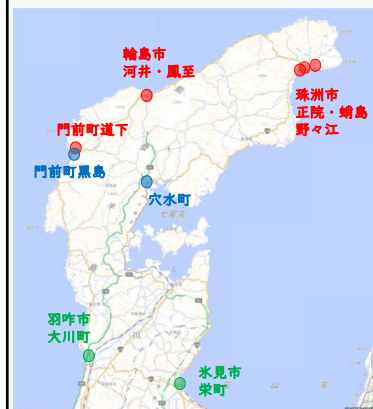 輪島市
河井・鳳至
珠洲市
正院・蛸島
野々江
門前町道下
門前町黒島
穴水町
七尾湾
羽咋市
大川町
氷見市
栄町